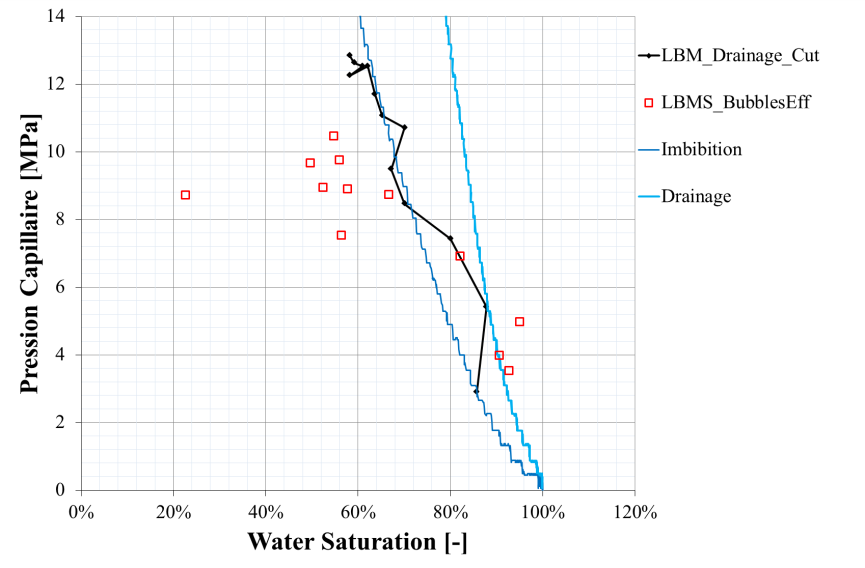 14
12
10
8
6
4
2
0
Pression Capillaire [MPa]
0%
20%
40%
60%
80%
100%
120%
Water Saturation [-]
LBM_Drainage_Cut
LBMS_BubblesEff
Imbibition
Drainage